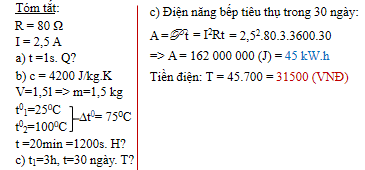 Tóm tắt:
R = 80 Ω
I = 2,5 A
a) t =1s. Q?
b) c = 4200 J/kg.K
V=1,5l => m=1,5 kg
t⁰₁=25⁰C
t⁰₂=100⁰C
Δt⁰= 75⁰C
t =20min =1200s. H?
c) t₁=3h, t=30 ngày. T?
c) Điện năng bếp tiêu thụ trong 30 ngày:
A = 𝒫t = I²Rt = 2,5².80.3.3600.30
=> A = 162 000 000 (J) = 45 kW.h
Tiền điện: T = 45.700 = 31500 (VNĐ)